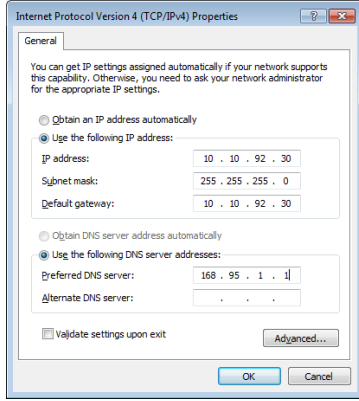 Internet Protocol Version 4 (TCP/IPv4) Properties
General
You can get IP settings assigned automatically if your network supports
this capability. Otherwise, you need to ask your network administrator
for the appropriate IP settings.
Obtain an IP address automatically
Use the following IP address:
IP address: 10 . 10 . 92 . 30
Subnet mask: 255 . 255 . 255 . 0
Default gateway: 10 . 10 . 92 . 30
Obtain DNS server address automatically
Use the following DNS server addresses:
Preferred DNS server: 168 . 95 . 1 . 1
Alternate DNS server: . . .
Validate settings upon exit
Advanced...
OK Cancel